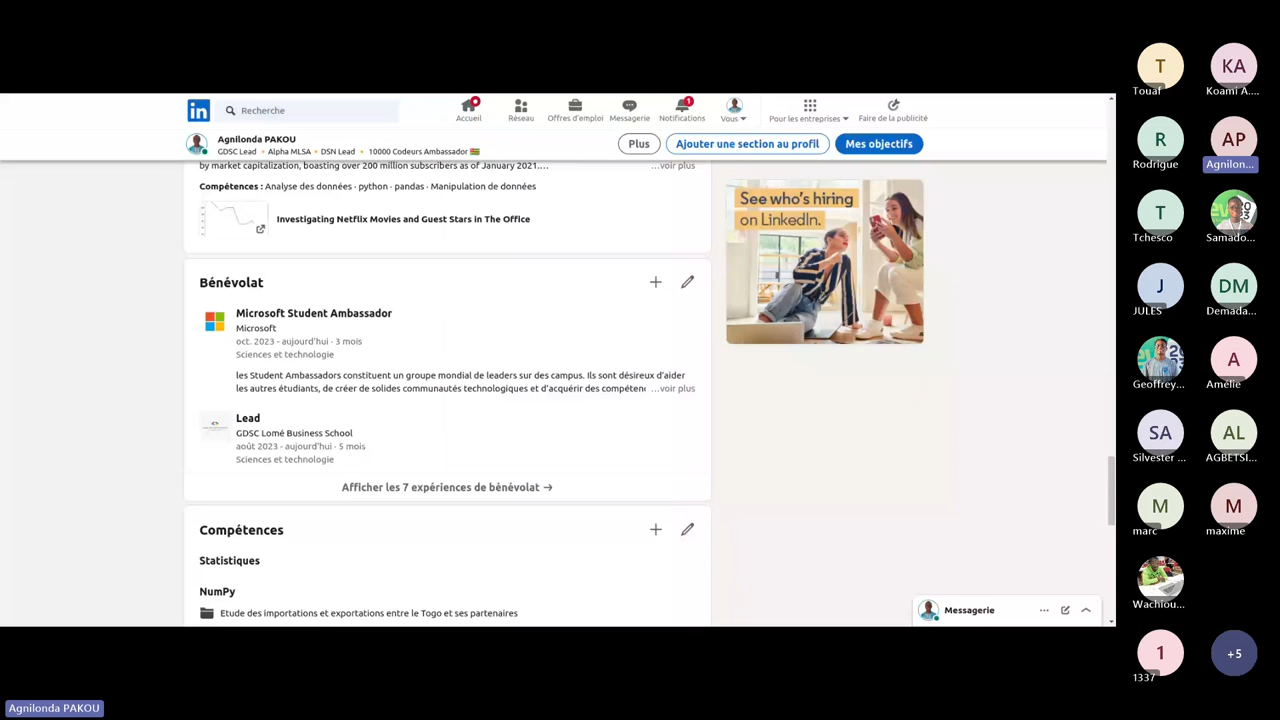 in
Recherche
Accueil
Réseau
Offres d'emploi
Messagerie
1
Notifications
Vous
Pour les entreprises
Faire de la publicité
Agnilonda PAKOU
GDSC Lead 🔸Alpha MLSA 🔸DSN Lead 🔸 10000 Codeurs Ambassador 🇹🇬
Plus
Ajouter une section au profil
Mes objectifs
by market capitalization, boasting over 200 million subscribers as of January 2021.... ...voir plus
Compétences : Analyse des données · python · pandas · Manipulation de données
Investigating Netflix Movies and Guest Stars in The Office
Bénévolat
Microsoft Student Ambassador
Microsoft
oct. 2023 - aujourd'hui · 3 mois
Sciences et technologie
les Student Ambassadors constituent un groupe mondial de leaders sur des campus. Ils sont désireux d'aider
les autres étudiants, de créer de solides communautés technologiques et d'acquérir des compéten ...voir plus
Lead
GDSC Lomé Business School
août 2023 - aujourd'hui · 5 mois
Sciences et technologie
Afficher les 7 expériences de bénévolat →
Compétences
Statistiques
NumPy
Etude des importations et exportations entre le Togo et ses partenaires
See who's hiring
on LinkedIn.
Messagerie
T
Touaf
KA
Koami A....
R
Rodrigue
AP
Agnilon...
T
Tchesco
Samado...
J
JULES
DM
Demada...
Geoffrey...
A
Amélie
SA
Silvester ...
AL
AGBETSI...
M
marc
M
maxime
Wachiou...
1
1337
+5
Agnilonda PAKOU